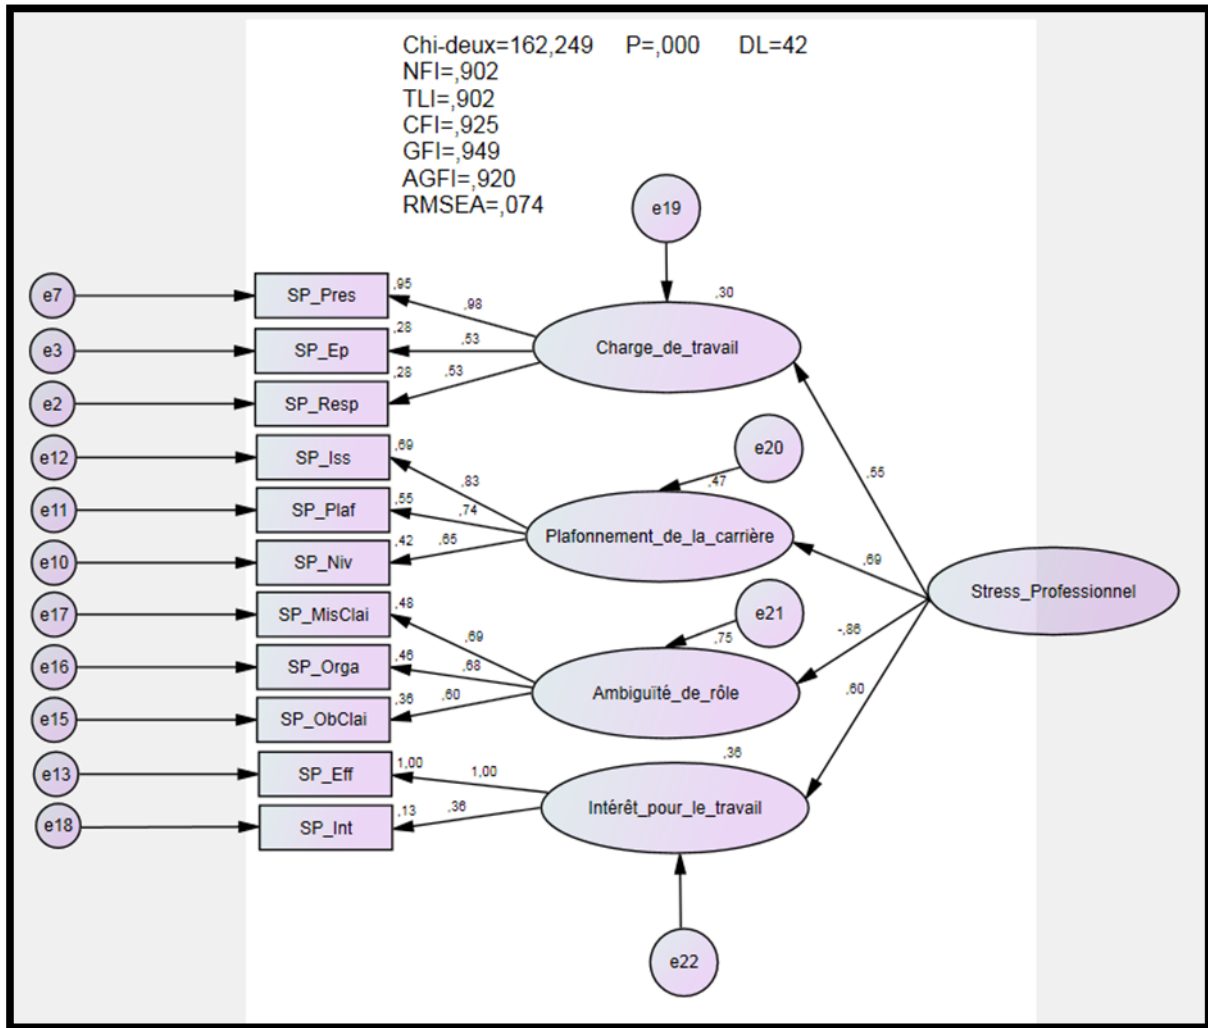 Chi-deux=162,249 P=,000 DL=42
NFI=,902
TLI=,902
CFI=,925
GFI=,949
AGFI=,920
RMSEA=,074
e19
e7
SP_Pres
,95
,98
,30
e3
SP_Ep
,28
,53
Charge_de_travail
e2
SP_Resp
,28
,53
e12
SP_Iss
,69
,83
e20
,47
,55
e11
SP_Plaf
,55
,74
Plafonnement_de_la_carrière
e10
SP_Niv
,42
,65
,69
Stress_Professionnel
e17
SP_MisClai
,48
,69
e21
,75
-,86
e16
SP_Orga
,46
,68
Ambiguïté_de_rôle
,60
e15
SP_ObClai
,36
,60
e13
SP_Eff
1,00
1,00
,36
Intérêt_pour_le_travail
e18
SP_Int
,13
,36
e22